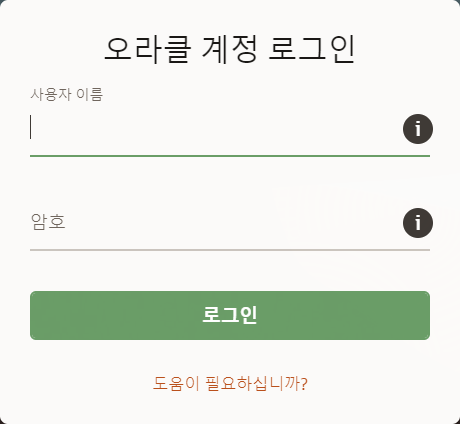 오라클 계정 로그인
사용자 이름
i
암호
i
로그인
도움이 필요하십니까?